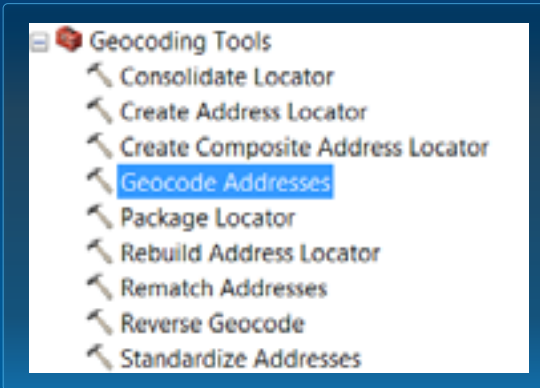 Geocoding Tools
Consolidate Locator
Create Address Locator
Create Composite Address Locator
Geocode Addresses
Package Locator
Rebuild Address Locator
Rematch Addresses
Reverse Geocode
Standardize Addresses